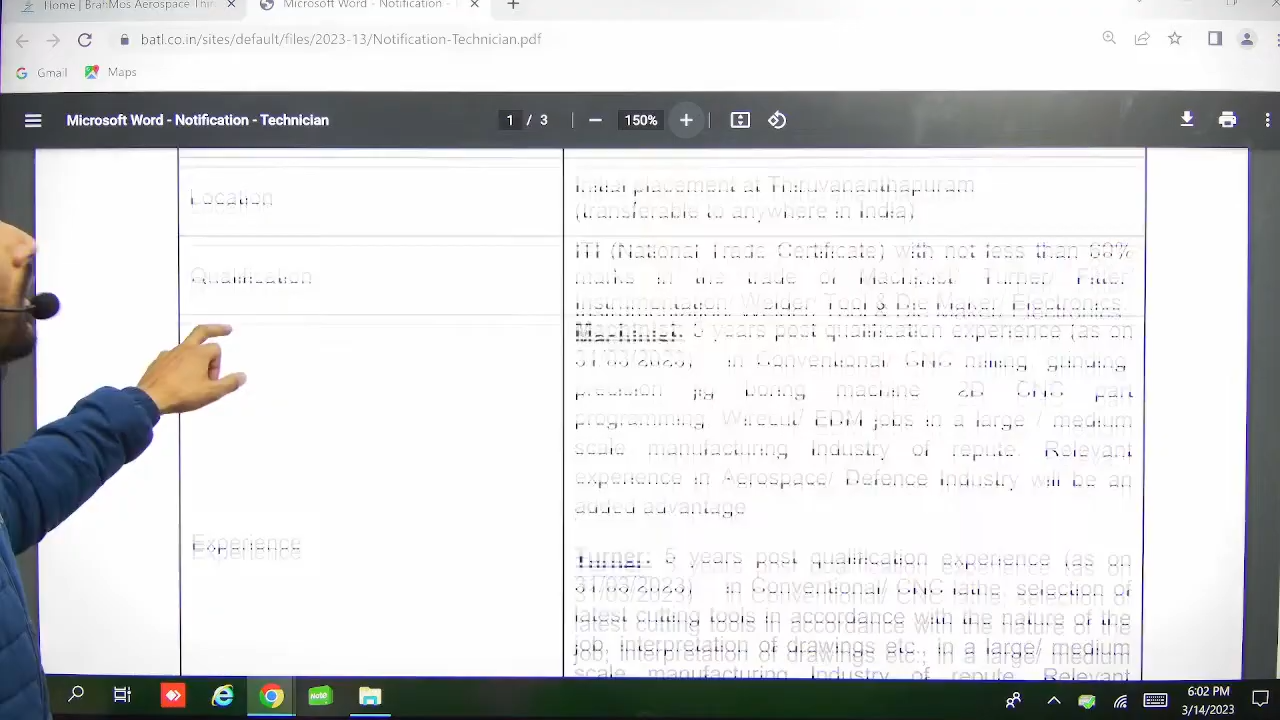 Home | BrahMos Aerospace Thir
Microsoft Word - Notification -
batl.co.in/sites/default/files/2023-13/Notification-Technician.pdf
Gmail
Maps
Microsoft Word - Notification - Technician
1 / 3
150%
Location
Initial placement at Thiruvananthapuram
(transferable to anywhere in India)
Qualification
ITI (National Trade Certificate) with not less than 60%
marks in the trade of Machinist/ Turner/ Fitter/
Instrumentation/ Welder/ Tool & Die Maker/ Electronics.
Experience
Machinist: 5 years post qualification experience (as on
31/03/2023) in Conventional/ CNC milling, grinding,
precision jig boring machine 2D CNC part
programming, Wirecut/ EDM jobs in a large / medium
scale manufacturing Industry of repute. Relevant
experience in Aerospace/ Defence Industry will be an
added advantage
Turner: 5 years post qualification experience (as on
31/03/2023) in Conventional/ CNC lathe, selection of
latest cutting tools in accordance with the nature of the
job, interpretation of drawings etc., in a large/ medium
scale manufacturing Industry of repute. Relevant
6:02 PM
3/14/2023